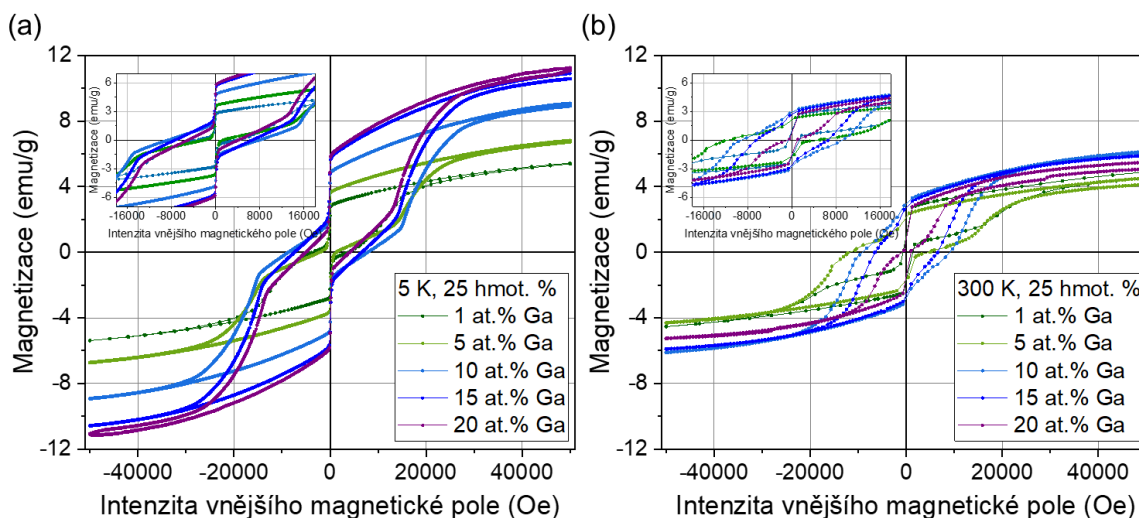 (a)
12
8
4
0
-4
-8
-12
Magnetizace (emu/g)
6
3
0
-3
-6
Magnetizace (emu/g)
-16000 -8000 0 8000 16000
Intenzita vnějšího magnetického pole (Oe)
5 K, 25 hmot. %
1 at.% Ga
5 at.% Ga
10 at.% Ga
15 at.% Ga
20 at.% Ga
-40000 -20000 0 20000 40000
Intenzita vnějšího magnetické pole (Oe)
(b)
12
8
4
0
-4
-8
-12
Magnetizace (emu/g)
6
3
0
-3
-6
Magnetizace (emu/g)
-16000 -8000 0 8000 16000
Intenzita vnějšího magnetického pole (Oe)
300 K, 25 hmot. %
1 at.% Ga
5 at.% Ga
10 at.% Ga
15 at.% Ga
20 at.% Ga
-40000 -20000 0 20000 40000
Intenzita vnějšího magnetické pole (Oe)